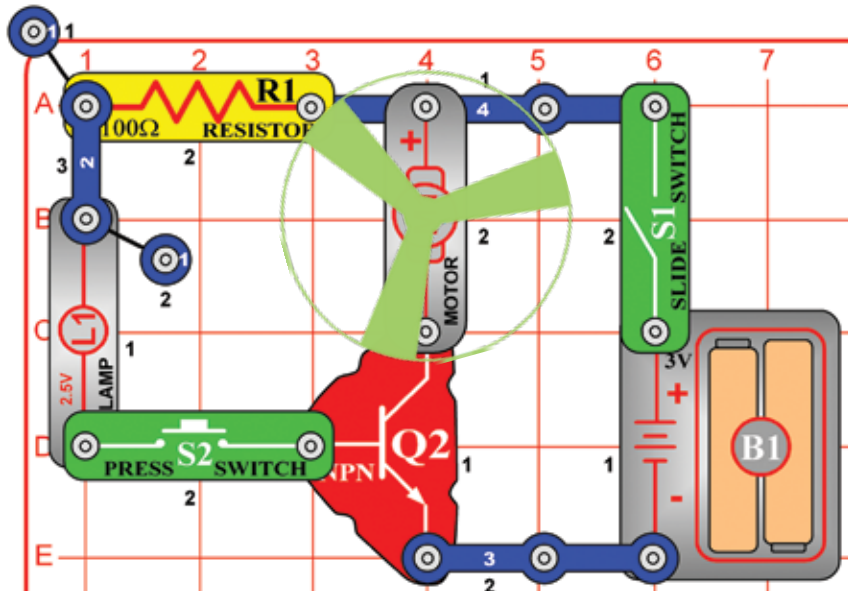 1 1
1 2 3 4 5 6 7
A
R1
1
4
100Ω RESISTOR
2
3
2
+
SLIDE S1 SWITCH
2
2
B
1
2
MOTOR
C
L1
2.5V
LAMP
1
3V
+
B1
-
1
D
PRESS S2 SWITCH
2
Q2
NPN
1
E
3
2